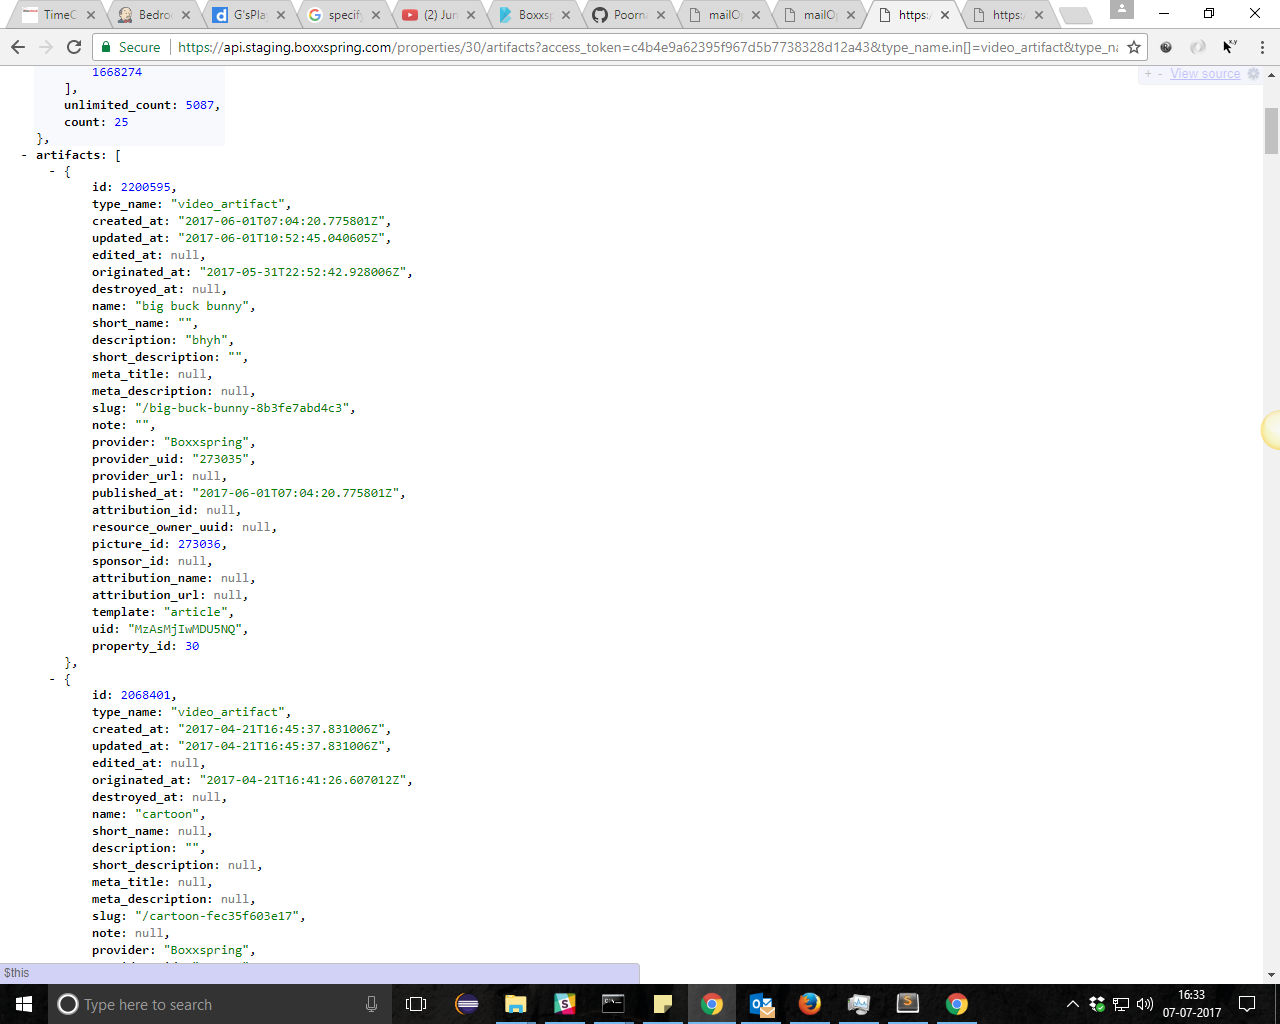 TimeC
Bedroo
G'sPla
specify
(2) Jun
Boxxsp
Poorna
mailOp
mailOp
https:
https:
Secure https://api.staging.boxxspring.com/properties/30/artifacts?access_token=c4b4e9a62395f967d5b7738328d12a43&type_name.in[]=video_artifact&type_na
+ - View source
1668274
],
unlimited_count: 5087,
count: 25
},
- artifacts: [
- {
id: 2200595,
type_name: "video_artifact",
created_at: "2017-06-01T07:04:20.775801Z",
updated_at: "2017-06-01T10:52:45.040605Z",
edited_at: null,
originated_at: "2017-05-31T22:52:42.928006Z",
destroyed_at: null,
name: "big buck bunny",
short_name: "",
description: "bhyh",
short_description: "",
meta_title: null,
meta_description: null,
slug: "/big-buck-bunny-8b3fe7abd4c3",
note: "",
provider: "Boxxspring",
provider_uid: "273035",
provider_url: null,
published_at: "2017-06-01T07:04:20.775801Z",
attribution_id: null,
resource_owner_uuid: null,
picture_id: 273036,
sponsor_id: null,
attribution_name: null,
attribution_url: null,
template: "article",
uid: "MzAsMjIwMDU5NQ",
property_id: 30
},
- {
id: 2068401,
type_name: "video_artifact",
created_at: "2017-04-21T16:45:37.831006Z",
updated_at: "2017-04-21T16:45:37.831006Z",
edited_at: null,
originated_at: "2017-04-21T16:41:26.607012Z",
destroyed_at: null,
name: "cartoon",
short_name: null,
description: "",
short_description: null,
meta_title: null,
meta_description: null,
slug: "/cartoon-fec35f603e17",
note: null,
provider: "Boxxspring",
$this
Type here to search
16:33
07-07-2017